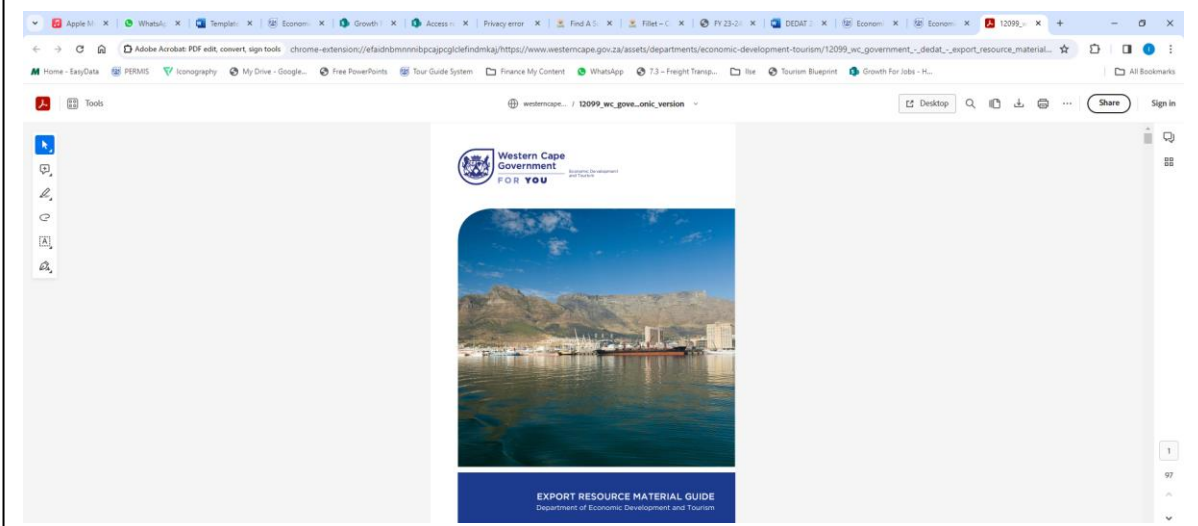 Apple M
WhatsAp
Templat
Econom
Growth
Access n
Privacy error
Find A S
Fillet – C
FY 23-24
DEDAT
Econom
Econom
12099_
Adobe Acrobat: PDF edit, convert, sign tools chrome-extension://efaidnbmnnnibpcajpcglclefindmkaj/https://www.westerncape.gov.za/assets/departments/economic-development-tourism/12099_wc_government_-_dedat_-_export_resource_material...
Home - EasyData PERMIS Iconography My Drive - Google... Free PowerPoints Tour Guide System Finance My Content WhatsApp 7.3 – Freight Transp... Ilse Tourism Blueprint Growth For Jobs - H... All Bookmarks
Tools westerncape... / 12099_wc_gove...onic_version Desktop Share Sign in
Western Cape
Government
FOR YOU
Economic Development
and Tourism
EXPORT RESOURCE MATERIAL GUIDE
Department of Economic Development and Tourism
1
97